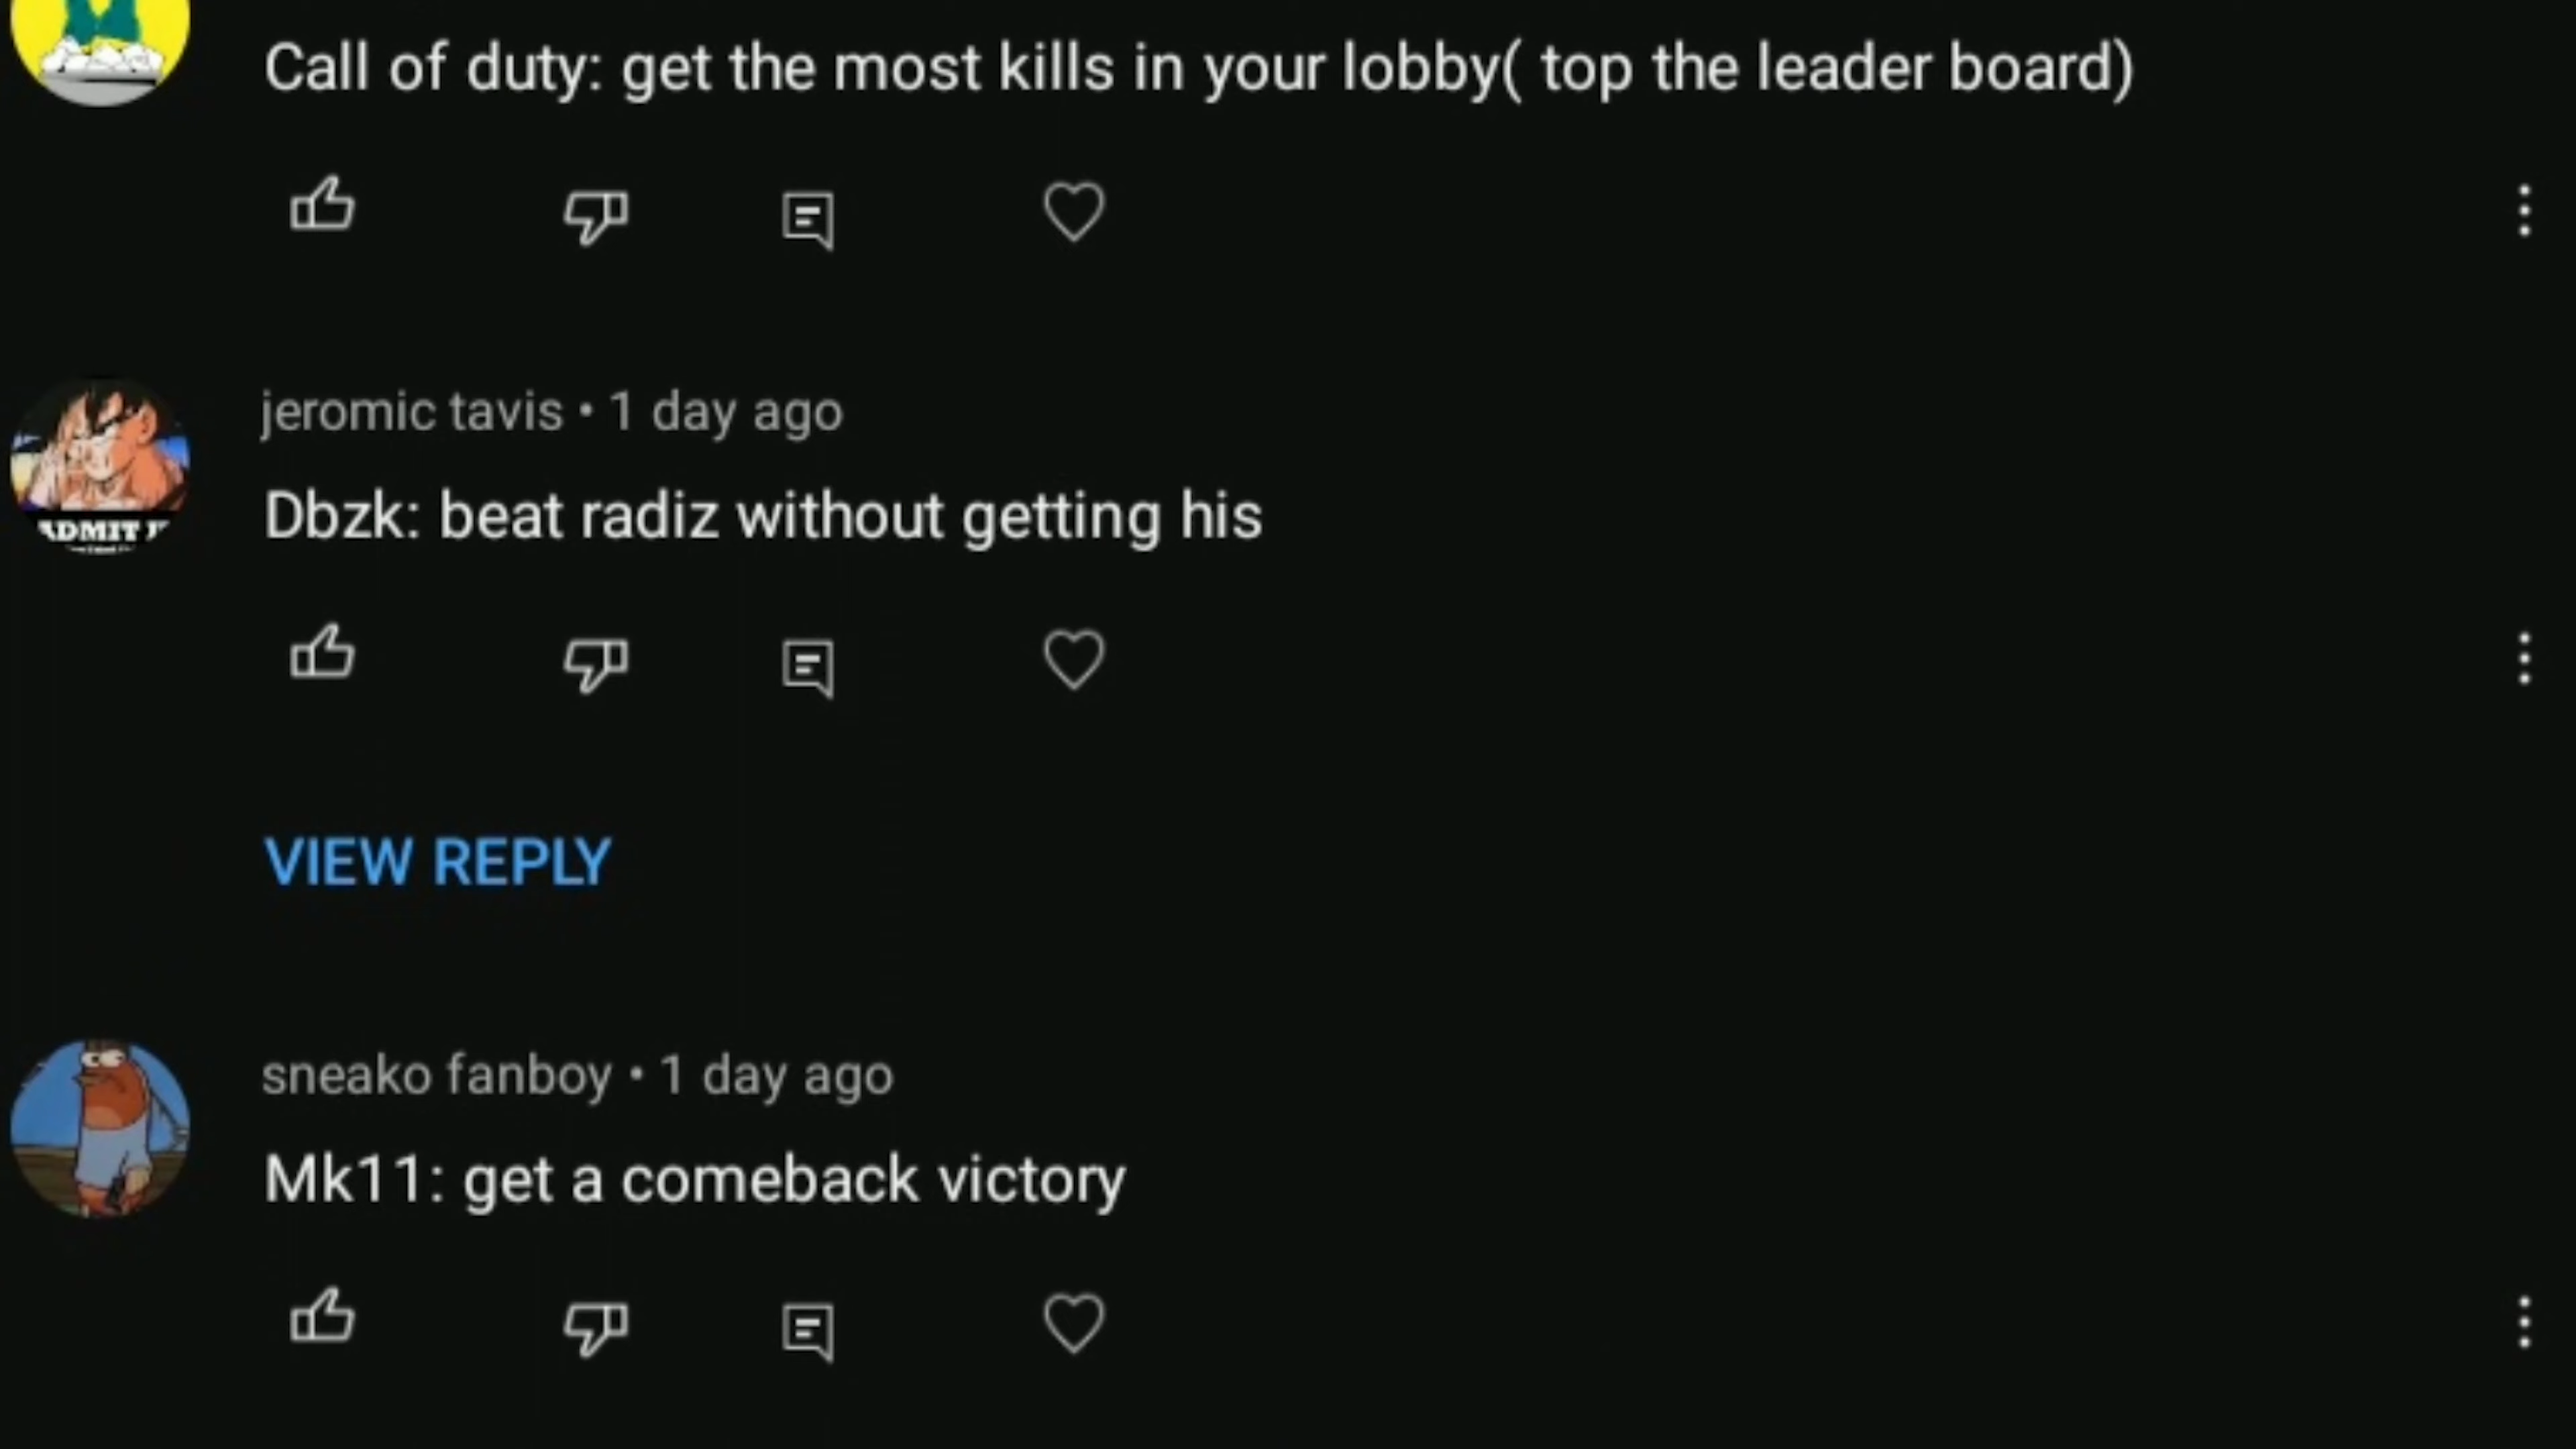 Call of duty: get the most kills in your lobby( top the leader board)
jeromic tavis • 1 day ago
ADMIT
Dbzk: beat radiz without getting his
VIEW REPLY
sneako fanboy • 1 day ago
Mk11: get a comeback victory